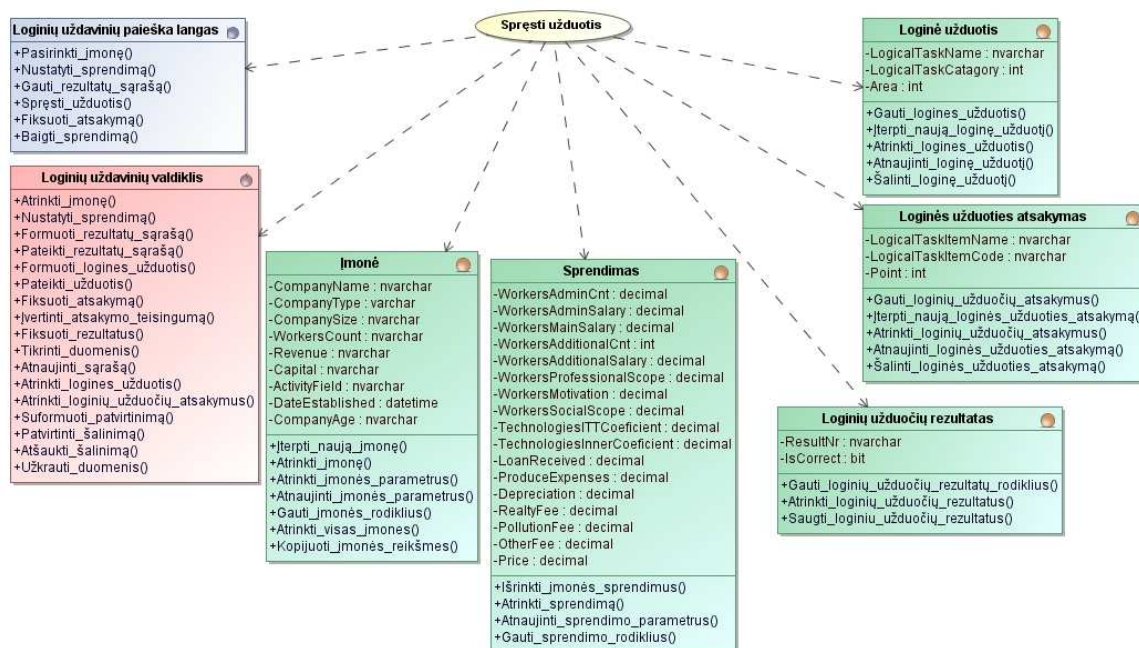 Spręsti užduotis
Loginių uždavinių paieška langas
+Pasirinkti_įmonę()
+Nustatyti_sprendimą()
+Gauti_rezultatų_sąrašą()
+Spręsti_užduotis()
+Fiksuoti_atsakymą()
+Baigti_sprendimą()
Loginių uždavinių valdiklis
+Atrinkti_įmonę()
+Nustatyti_sprendimą()
+Formuoti_rezultatų_sąrašą()
+Pateikti_rezultatų_sąrašą()
+Formuoti_logines_užduotis()
+Pateikti_užduotis()
+Fiksuoti_atsakymą()
+Įvertinti_atsakymo_teisingumą()
+Fiksuoti_rezultatus()
+Tikrinti_duomenis()
+Atnaujinti_sąrašą()
+Atrinkti_logines_užduotis()
+Atrinkti_loginių_užduočių_atsakymus()
+Suformuoti_patvirtinimą()
+Patvirtinti_šalinimą()
+Atšaukti_šalinimą()
+Užkrauti_duomenis()
Įmonė
-CompanyName : nvarchar
-CompanyType : varchar
-CompanySize : nvarchar
-WorkersCount : nvarchar
-Revenue : nvarchar
-Capital : nvarchar
-ActivityField : nvarchar
-DateEstablished : datetime
-CompanyAge : nvarchar
+Įterpti_naują_įmonę()
+Atrinkti_įmonę()
+Atrinkti_įmonės_parametrus()
+Atnaujinti_įmonės_parametrus()
+Gauti_įmonės_rodiklius()
+Atrinkti_visas_įmones()
+Kopijuoti_įmonės_reikšmes()
Sprendimas
-WorkersAdminCnt : decimal
-WorkersAdminSalary : decimal
-WorkersMainSalary : decimal
-WorkersAdditionalCnt : int
-WorkersAdditionalSalary : decimal
-WorkersProfessionalScope : decimal
-WorkersMotivation : decimal
-WorkersSocialScope : decimal
-TechnologiesITTCoeficient : decimal
-TechnologiesInnerCoeficient : decimal
-LoanReceived : decimal
-ProduceExpenses : decimal
-Depreciation : decimal
-RealtyFee : decimal
-PollutionFee : decimal
-OtherFee : decimal
-Price : decimal
+Išrinkti_įmonės_sprendimus()
+Atrinkti_sprendimą()
+Atnaujinti_sprendimo_parametrus()
+Gauti_sprendimo_rodiklius()
Loginė užduotis
-LogicalTaskName : nvarchar
-LogicalTaskCatagory : int
-Area : int
+Gauti_logines_užduotis()
+Įterpti_naują_loginę_užduotį()
+Atrinkti_logines_užduotis()
+Atnaujinti_loginę_užduotį()
+Šalinti_loginę_užduotį()
Loginės užduoties atsakymas
-LogicalTaskItemName : nvarchar
-LogicalTaskItemCode : nvarchar
-Point : int
+Gauti_loginių_užduočių_atsakymus()
+Įterpti_naują_loginės_užduoties_atsakymą()
+Atrinkti_loginių_užduočių_atsakymus()
+Atnaujinti_loginės_užduoties_atsakymą()
+Šalinti_loginės_užduoties_atsakymą()
Loginių užduočių rezultatas
-ResultNr : nvarchar
-IsCorrect : bit
+Gauti_loginių_užduočių_rezultatų_rodiklius()
+Atrinkti_loginių_užduočių_rezultatus()
+Saugti_loginiu_užduočių_rezultatus()